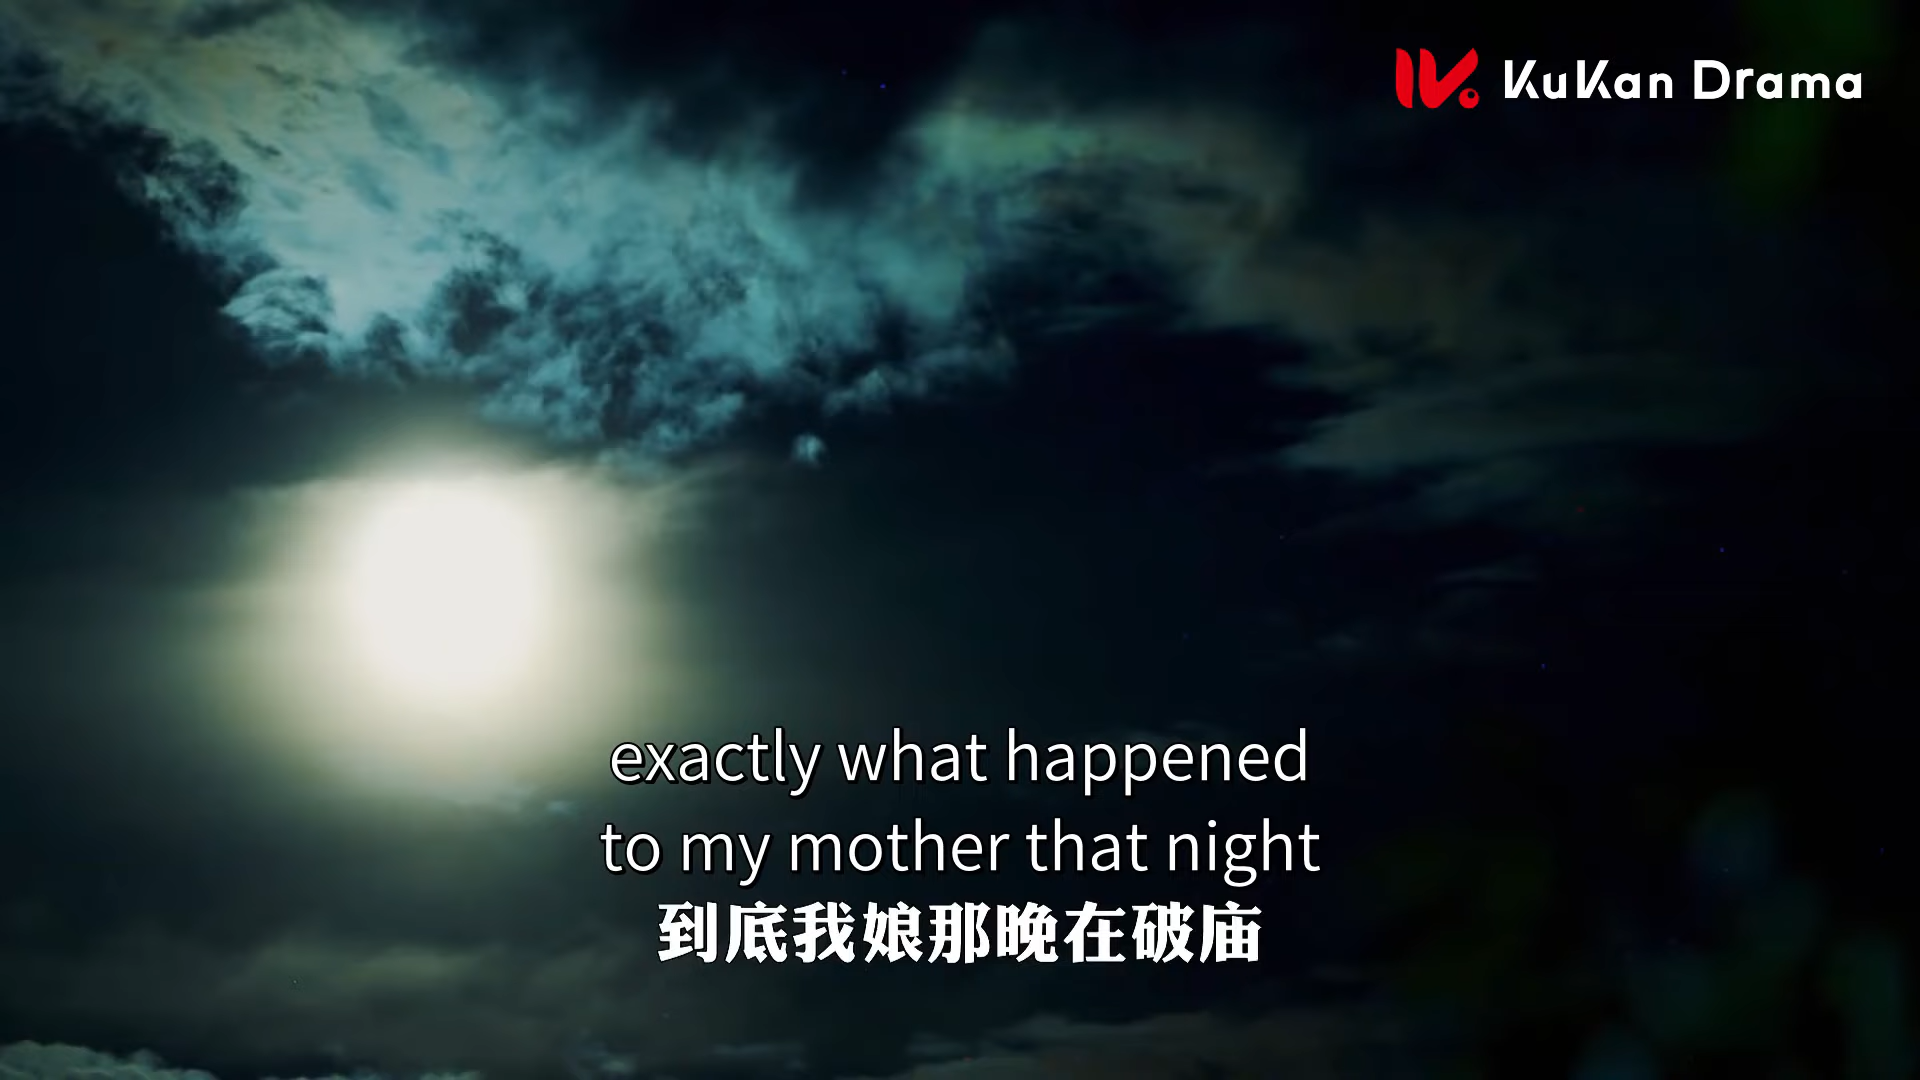 KuKan Drama
exactly what happened
to my mother that night
到底我娘那晚在破庙